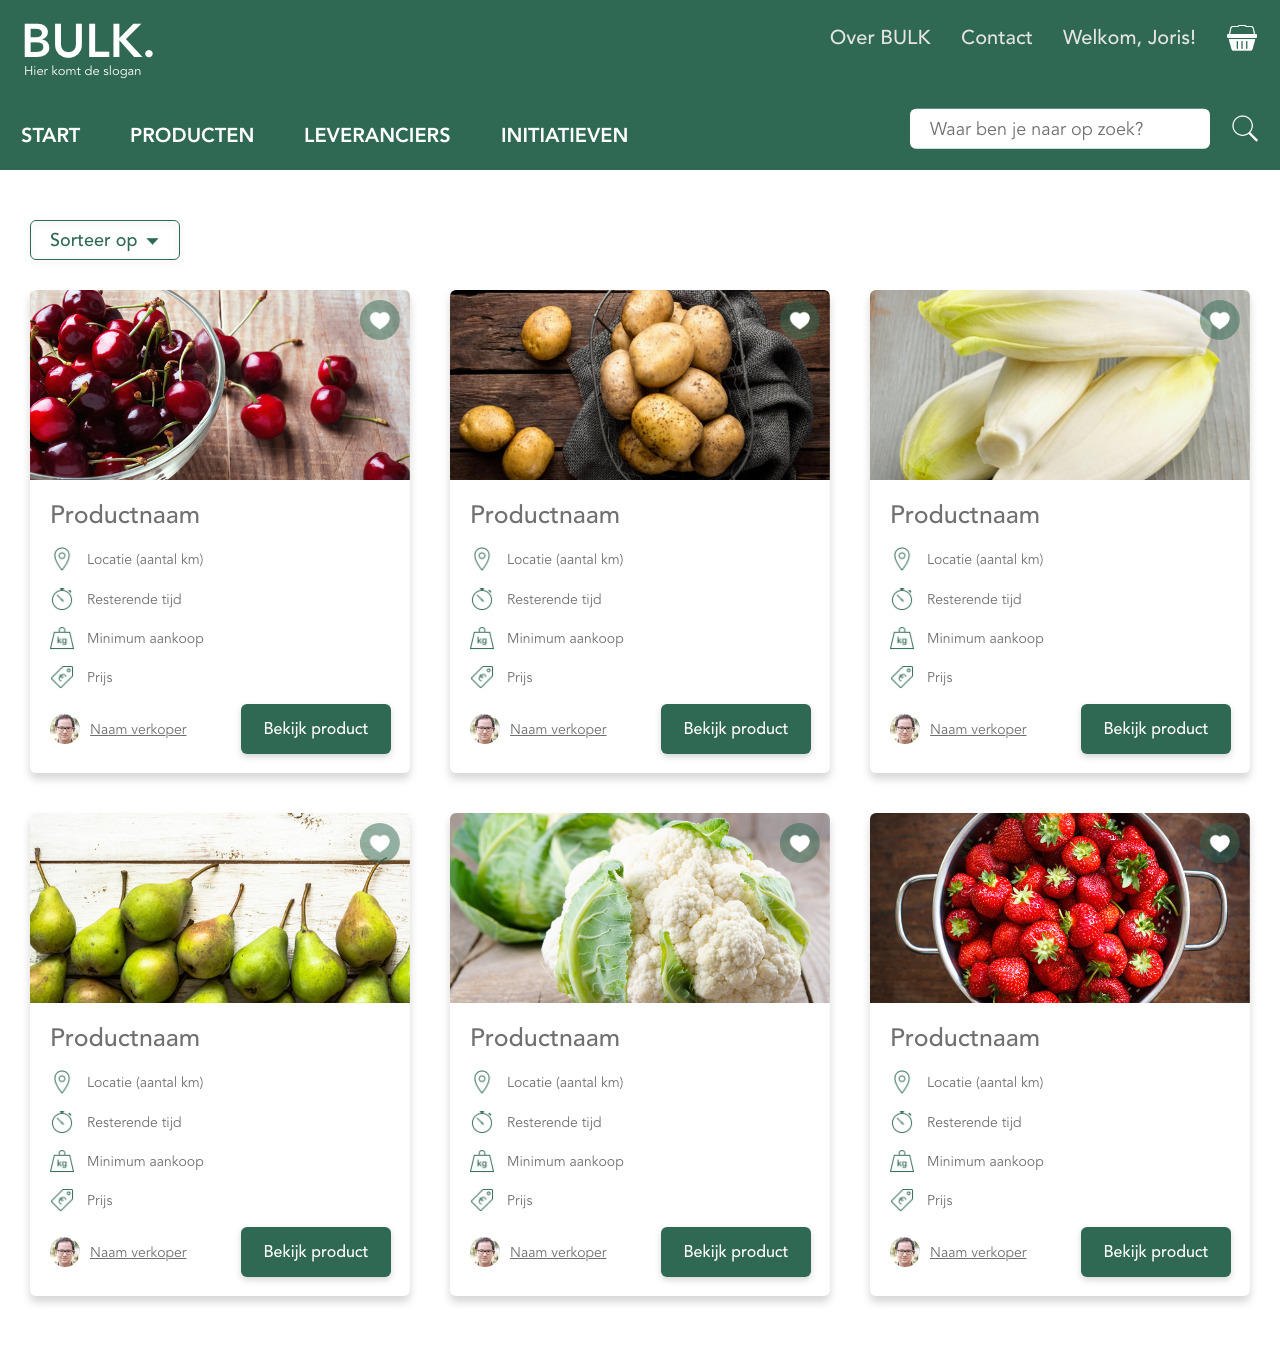 BULK.
Hier komt de slogan
Over BULK Contact Welkom, Joris!
START PRODUCTEN LEVERANCIERS INITIATIEVEN
Waar ben je naar op zoek?
Sorteer op
Productnaam
Locatie (aantal km)
Resterende tijd
kg Minimum aankoop
Prijs
Naam verkoper Bekijk product
Productnaam
Locatie (aantal km)
Resterende tijd
kg Minimum aankoop
Prijs
Naam verkoper Bekijk product
Productnaam
Locatie (aantal km)
Resterende tijd
kg Minimum aankoop
Prijs
Naam verkoper Bekijk product
Productnaam
Locatie (aantal km)
Resterende tijd
kg Minimum aankoop
Prijs
Naam verkoper Bekijk product
Productnaam
Locatie (aantal km)
Resterende tijd
kg Minimum aankoop
Prijs
Naam verkoper Bekijk product
Productnaam
Locatie (aantal km)
Resterende tijd
kg Minimum aankoop
Prijs
Naam verkoper Bekijk product